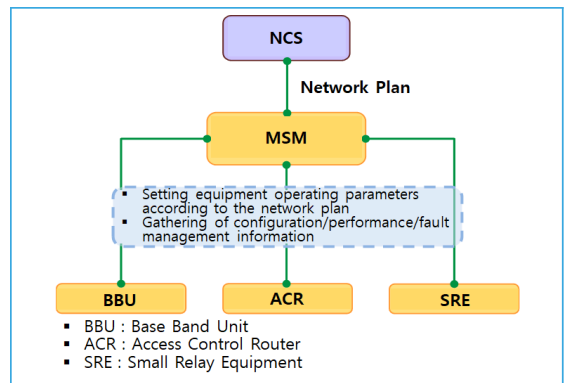 NCS
Network Plan
MSM
▪ Setting equipment operating parameters
according to the network plan
▪ Gathering of configuration/performance/fault
management information
BBU
ACR
SRE
▪ BBU : Base Band Unit
▪ ACR : Access Control Router
▪ SRE : Small Relay Equipment